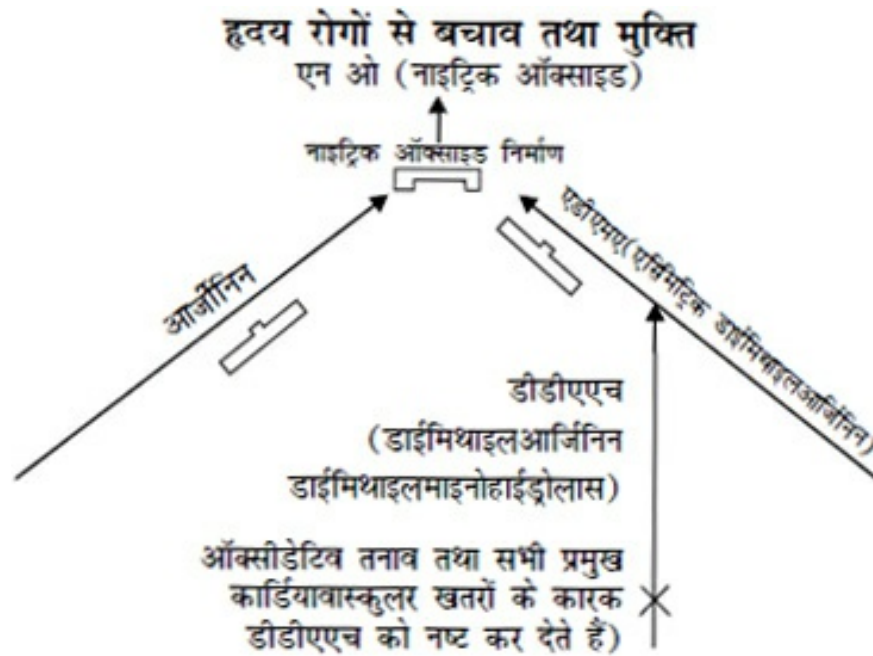 हृदय रोगों से बचाव तथा मुक्ति
एन ओ (नाइट्रिक ऑक्साइड)
नाइट्रिक ऑक्साइड निर्माण
आर्जीनिन
एडीएमए(एसिमिट्रिक डाईमिथाइलआर्जिनिन)
डीडीएएच
(डाईमिथाइलआर्जिनिन
डाईमिथाइलमाइनोहाईड्रोलास)
ऑक्सीडेटिव तनाव तथा सभी प्रमुख
कार्डियावास्कुलर खतरों के कारक
डीडीएएच को नष्ट कर देते हैं)